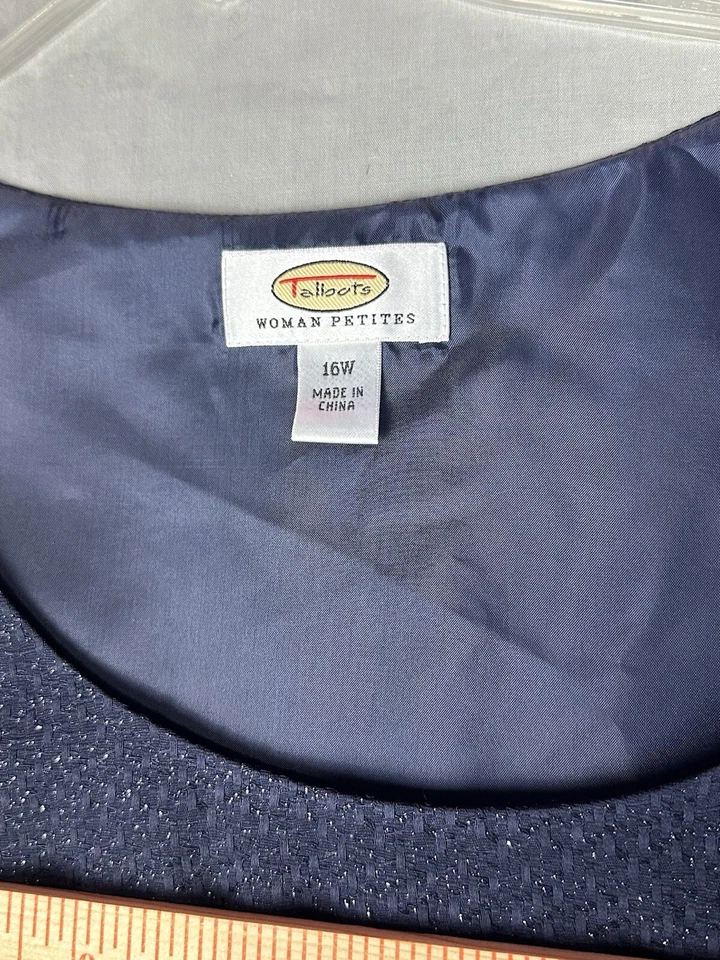 Talbots
WOMAN PETITES
16W
MADE IN
CHINA